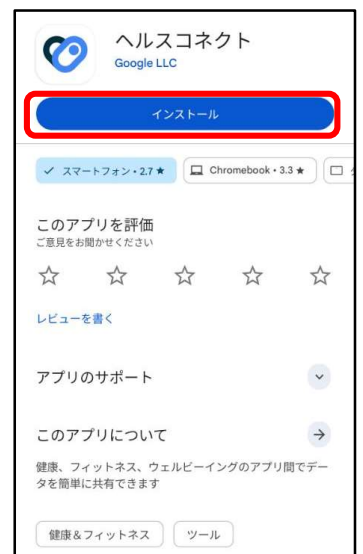 ヘルスコネクト
Google LLC
インストール
スマートフォン • 2.7 ★
Chromebook • 3.3 ★
このアプリを評価
ご意見をお聞かせください
レビューを書く
アプリのサポート
このアプリについて
健康、フィットネス、ウェルビーイングのアプリ間でデー
タを簡単に共有できます
健康&フィットネス
ツール